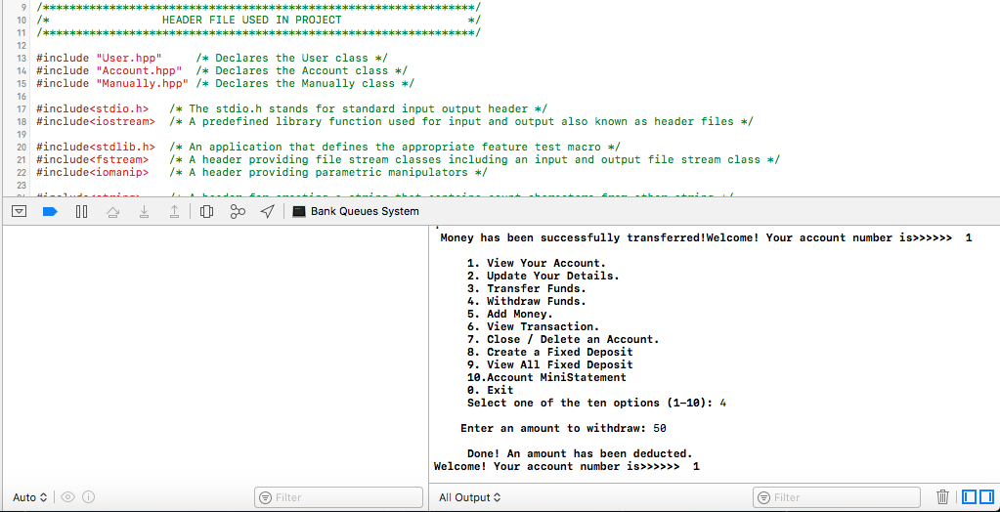 9 /*****************************************************************/
10 /* HEADER FILE USED IN PROJECT */
11 /*****************************************************************/
12
13 #include "User.hpp" /* Declares the User class */
14 #include "Account.hpp" /* Declares the Account class */
15 #include "Manually.hpp" /* Declares the Manually class */
16
17 #include<stdio.h> /* The stdio.h stands for standard input output header */
18 #include<iostream> /* A predefined library function used for input and output also known as header files */
19
20 #include<stdlib.h> /* An application that defines the appropriate feature test macro */
21 #include<fstream> /* A header providing file stream classes including an input and output file stream class */
22 #include<iomanip> /* A header providing parametric manipulators */
23
Bank Queues System
Money has been successfully transferred!Welcome! Your account number is>>>>>> 1
1. View Your Account.
2. Update Your Details.
3. Transfer Funds.
4. Withdraw Funds.
5. Add Money.
6. View Transaction.
7. Close / Delete an Account.
8. Create a Fixed Deposit
9. View All Fixed Deposit
10.Account MiniStatement
0. Exit
Select one of the ten options (1-10): 4
Enter an amount to withdraw: 50
Done! An amount has been deducted.
Welcome! Your account number is>>>>>> 1
Auto
Filter
All Output
Filter